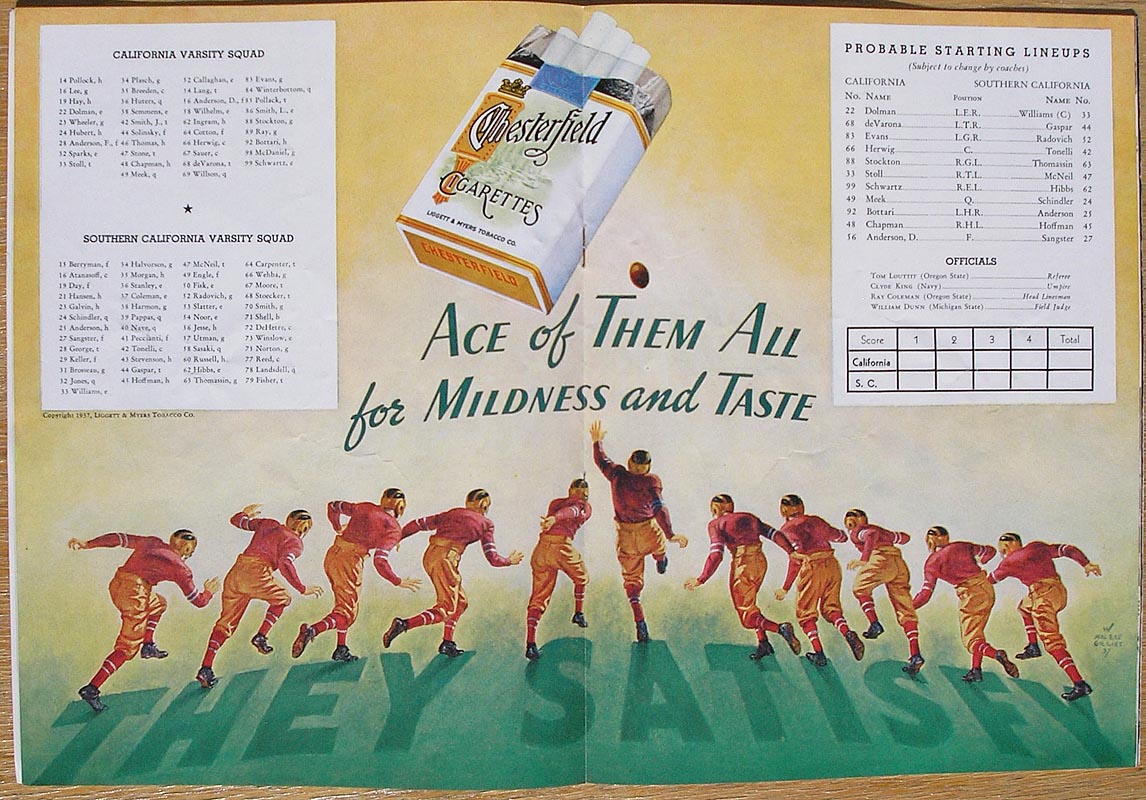 CALIFORNIA VARSITY SQUAD
14 Pollock, h 34 Plasch, g 52 Callaghan, e 83 Evans, g
16 Lee, g 35 Breeden, c 54 Lang, t 84 Winterbottom, q
19 Hay, h 36 Huters, q 56 Anderson, D., f 85 Pollack, t
22 Dolman, e 38 Semmens, e 58 Wilhelm, e 86 Smith, L., e
23 Wheeler, g 42 Smith, J., t 62 Ingram, h 88 Stockton, g
24 Hubert, h 44 Solinsky, f 64 Cotton, f 89 Ray, g
28 Anderson, F., f 46 Thomas, h 66 Herwig, c 92 Bottari, h
32 Sparks, e 47 Stone, t 67 Sauer, c 98 McDaniel, g
33 Stoll, t 48 Chapman, h 68 de Varona, t 99 Schwartz, e
49 Meek, q 69 Willson, q
★
SOUTHERN CALIFORNIA VARSITY SQUAD
15 Berryman, f 34 Halvorson, g 47 McNeil, t 64 Carpenter, t
16 Atanasoff, c 35 Morgan, h 49 Engle, f 66 Wehba, g
19 Day, f 36 Stanley, e 50 Fisk, e 67 Moore, t
21 Hansen, h 37 Coleman, e 52 Radovich, g 68 Stoecker, t
23 Galvin, h 38 Harmon, g 53 Slatter, e 70 Smith, g
24 Schindler, q 39 Pappas, q 54 Noor, e 71 Shell, h
25 Anderson, h 40 Nave, q 56 Jesse, h 72 DeHetre, c
27 Sangster, f 41 Peccianti, f 57 Utman, g 73 Winslow, e
28 George, t 42 Tonelli, c 58 Sasaki, q 75 Norton, g
29 Keller, f 43 Stevenson, h 60 Russell, h 77 Reed, c
31 Brosseau, g 44 Gaspar, t 62 Hibbs, e 78 Landsdell, q
32 Jones, q 45 Hoffman, h 63 Thomassin, g 79 Fisher, t
33 Williams, e
Copyright 1937, LIGGETT & MYERS TOBACCO CO.
Chesterfield
CIGARETTES
LIGGETT & MYERS TOBACCO CO.
CHESTERFIELD
ACE of THEM ALL
for MILDNESS and TASTE
PROBABLE STARTING LINEUPS
(Subject to change by coaches)
CALIFORNIA SOUTHERN CALIFORNIA
No. NAME POSITION NAME No.
22 Dolman L.E.R. Williams (C) 33
68 deVarona L.T.R. Gaspar 44
83 Evans L.G.R. Radovich 52
66 Herwig C. Tonelli 42
88 Stockton R.G.L. Thomassin 63
33 Stoll R.T.L. McNeil 47
99 Schwartz R.E.L. Hibbs 62
49 Meek Q. Schindler 24
92 Bottari L.H.R. Anderson 25
48 Chapman R.H.L. Hoffman 45
56 Anderson, D. F. Sangster 27
OFFICIALS
TOM LOUTTIT (Oregon State) Referee
CLYDE KING (Navy) Umpire
RAY COLEMAN (Oregon State) Head Linesman
WILLIAM DUNN (Michigan State) Field Judge
Score 1 2 3 4 Total
California
S. C.
THEY SATISFY